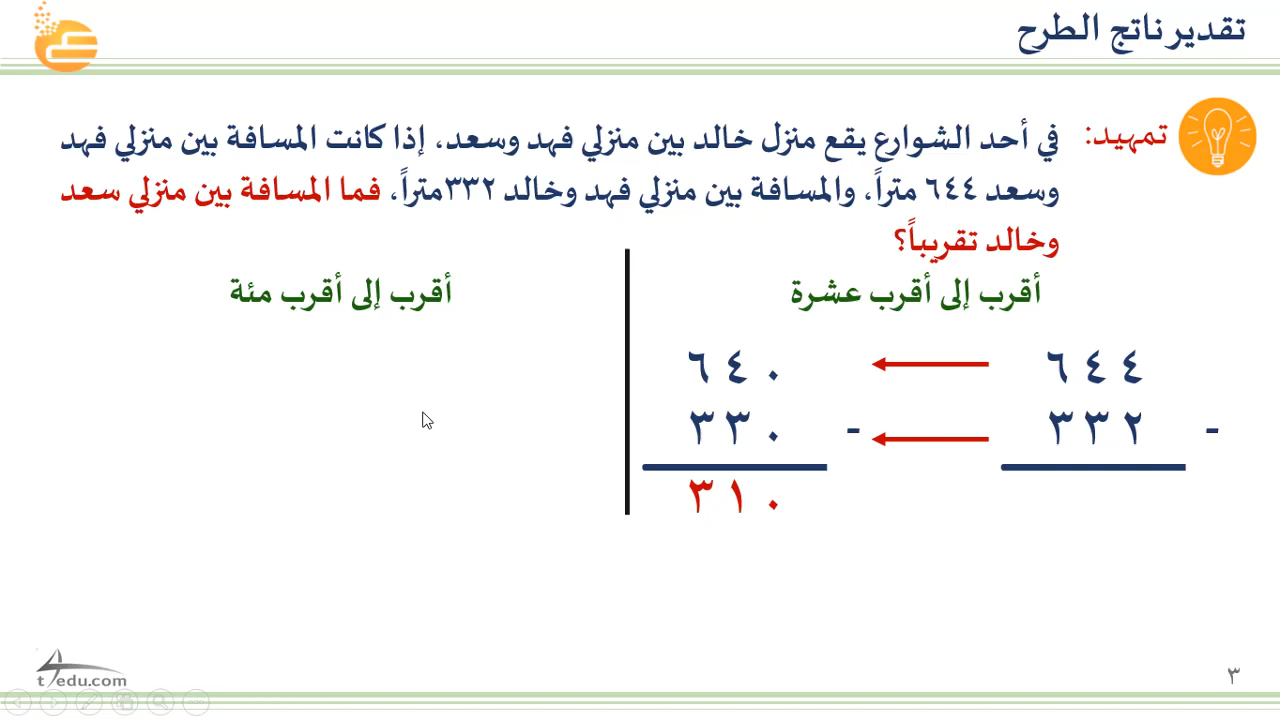 تقدير ناتج الطرح
تمهيد:
في أحد الشوارع يقع منزل خالد بين منزلي فهد وسعد، إذا كانت المسافة بين منزلي فهد
وسعد ٦٤٤ متراً، والمسافة بين منزلي فهد وخالد ٣٣٢متراً، فما المسافة بين منزلي سعد
وخالد تقريباً؟
أقرب إلى أقرب عشرة
٦٤٤
- ٣٣٢
٦٤٠
- ٣٣٠
٣١٠
أقرب إلى أقرب مئة
t4edu.com
٣